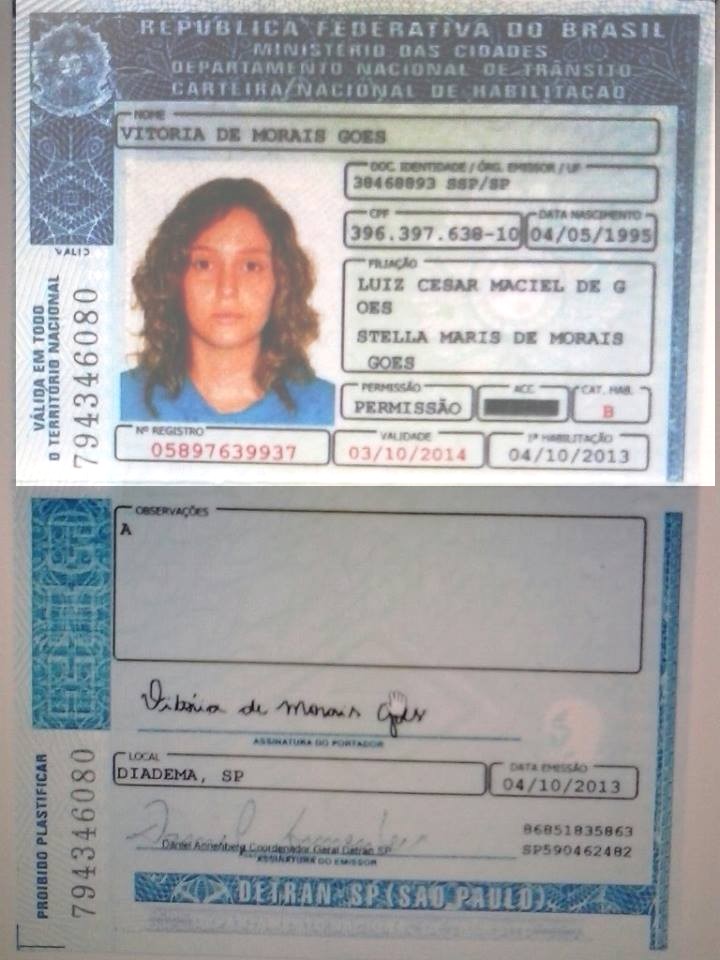 REPÚBLICA FEDERATIVA DO BRASIL
MINISTÉRIO DAS CIDADES
DEPARTAMENTO NACIONAL DE TRÂNSITO
CARTEIRA NACIONAL DE HABILITAÇÃO
NOME
VITORIA DE MORAIS GOES
DOC. IDENTIDADE / ÓRG. EMISSOR / UF
38468893 SSP/SP
CPF
396.397.638-10
DATA NASCIMENTO
04/05/1995
FILIAÇÃO
LUIZ CESAR MACIEL DE G
OES
STELLA MARIS DE MORAIS
GOES
PERMISSÃO
PERMISSÃO
ACC
CAT. HAB.
B
Nº REGISTRO
05897639937
VALIDADE
03/10/2014
1ª HABILITAÇÃO
04/10/2013
VÁLIDA EM TODO
O TERRITÓRIO NACIONAL
794346080
OBSERVAÇÕES
A
Vitória de Morais Goes
ASSINATURA DO PORTADOR
LOCAL
DIADEMA, SP
DATA EMISSÃO
04/10/2013
Daniel Annenberg Coordenador Geral Detran SP
ASSINATURA DO EMISSOR
86851835863
SP590462482
PROIBIDO PLASTIFICAR
794346080
DETRAN SP (SAO PAULO)